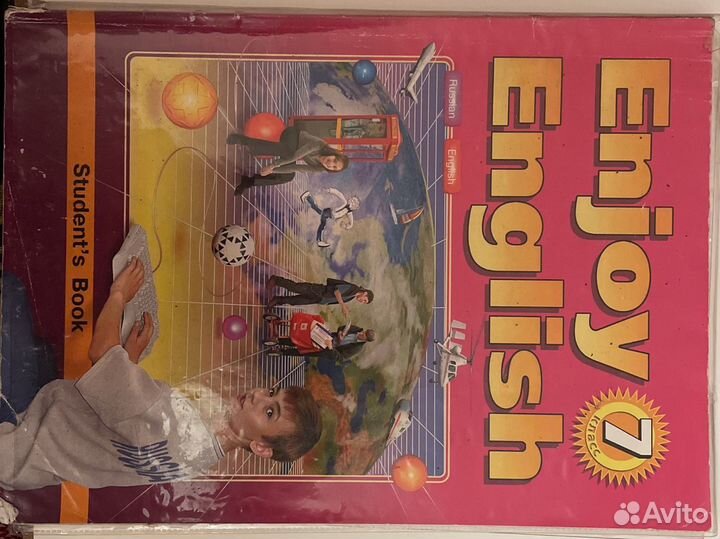 Enjoy
English
7
класс
Russian
English
Student's Book
Avito